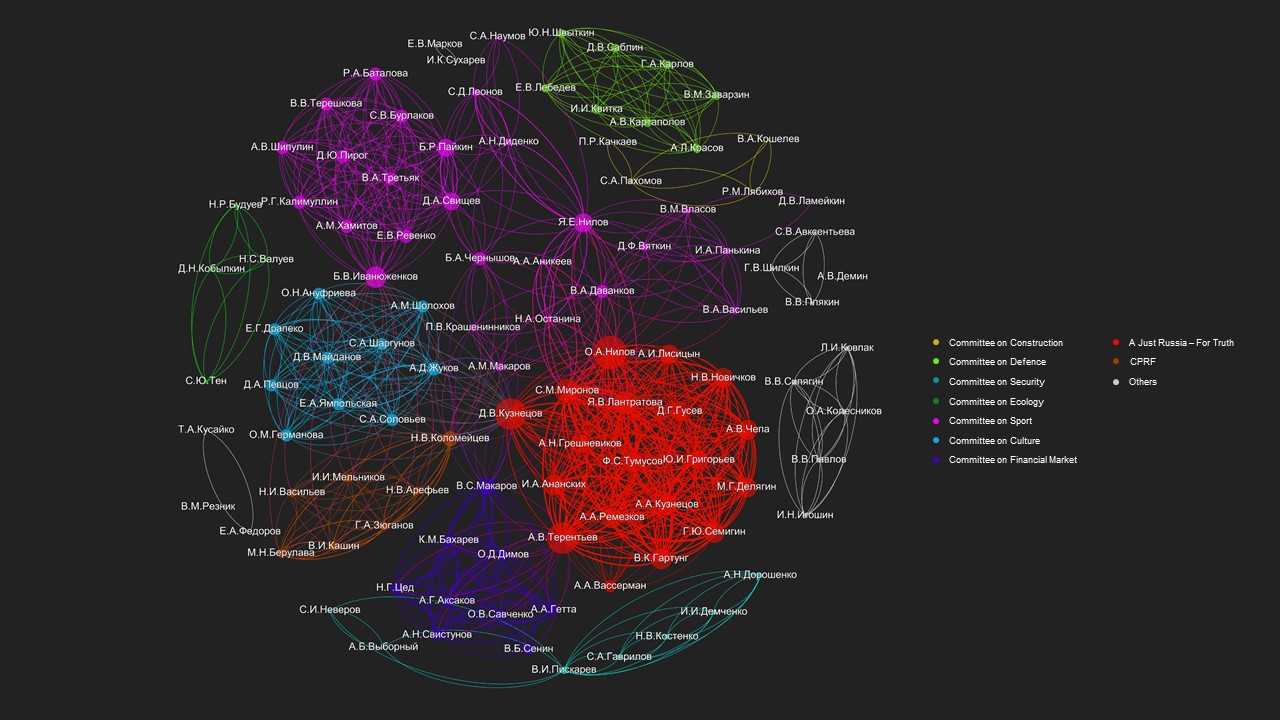 С.А.Наумов
Ю.Н.Швыткин
Е.В.Марков
Д.В.Саблин
И.К.Сухарев
Г.А.Карлов
Р.А.Баталова
С.Д.Леонов
Е.В.Лебедев
В.М.Заварзин
В.В.Терешкова
И.И.Квитка
С.В.Бурлаков
А.В.Картаполов
А.Н.Диденко
П.Р.Качкаев
В.А.Кошелев
А.В.Шипулин
Б.Р.Пайкин
А.Л.Красов
Д.Ю.Пирог
В.А.Третьяк
С.А.Пахомов
Р.М.Лябихов
Н.Р.Будуев
Р.Г.Калимуллин
Д.А.Свищев
Д.В.Ламейкин
В.М.Власов
А.М.Хамитов
Я.Е.Нилов
Е.В.Ревенко
С.В.Авксентьева
Д.Ф.Вяткин
И.А.Панькина
Н.С.Валуев
Б.А.Чернышов
А.А.Аникеев
Д.Н.Кобылкин
Г.В.Шилкин
Б.В.Иванюженков
А.В.Демин
О.Н.Ануфриева
В.А.Даванков
А.М.Шолохов
В.В.Плякин
В.А.Васильев
Н.А.Останина
Е.Г.Драпеко
П.В.Крашенинников
С.А.Шаргунов
Committee on Construction
A Just Russia – For Truth
Л.И.Ковпак
О.А.Нилов
А.И.Лисицын
Д.В.Майданов
Committee on Defence
CPRF
А.Д.Жуков
А.М.Макаров
Н.В.Новичков
С.Ю.Тен
Д.А.Певцов
В.В.Сипягин
Committee on Security
Others
С.М.Миронов
Е.А.Ямпольская
Я.В.Лантратова
Committee on Ecology
Д.В.Кузнецов
Д.Г.Гусев
О.А.Колесников
С.А.Соловьев
Committee on Sport
Т.А.Кусайко
О.М.Германова
Н.В.Коломейцев
А.Н.Грешневиков
А.В.Чепа
Committee on Culture
Ф.С.Тумусов
Ю.И.Григорьев
В.В.Павлов
Committee on Financial Market
И.И.Мельников
Н.И.Васильев
Н.В.Арефьев
В.С.Макаров
И.А.Ананских
М.Г.Делягин
В.М.Резник
А.А.Кузнецов
А.А.Ремезков
И.Н.Игошин
Е.А.Федоров
Г.А.Зюганов
Г.Ю.Семигин
К.М.Бахарев
А.В.Терентьев
М.Н.Берулава
В.И.Кашин
О.Д.Димов
В.К.Гартунг
А.Н.Дорошенко
Н.Г.Цед
А.А.Вассерман
А.Г.Аксаков
С.И.Неверов
О.В.Савченко
А.А.Гетта
И.И.Демченко
А.Н.Свистунов
Н.В.Костенко
А.Б.Выборный
В.Б.Сенин
С.А.Гаврилов
В.И.Пискарев